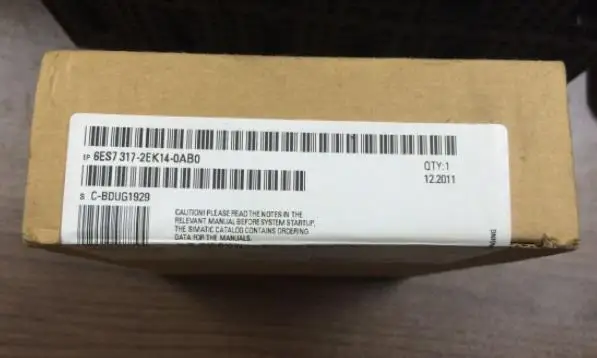 1P 6ES7 317-2EK14-0AB0
QTY:1
12.2011
S C-BDUG1929
CAUTION! PLEASE READ THE NOTES IN THE
RELEVANT MANUAL BEFORE SYSTEM STARTUP.
THE SIMATIC CATALOG CONTAINS ORDERING
DATA FOR THE MANUALS.